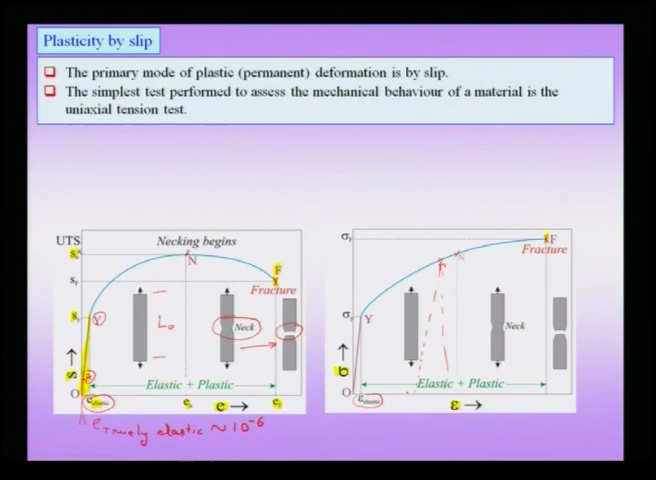 Plasticity by slip
The primary mode of plastic (permanent) deformation is by slip.
The simplest test performed to assess the mechanical behaviour of a material is the
uniaxial tension test.
UTS
Necking begins
N
F
Fracture
Y
L₀
Neck
s →
O
Elastic + Plastic
e →
e Truely elastic ~ 10⁻⁶
F
Fracture
N
Y
Neck
σ →
O
Elastic + Plastic
ε →